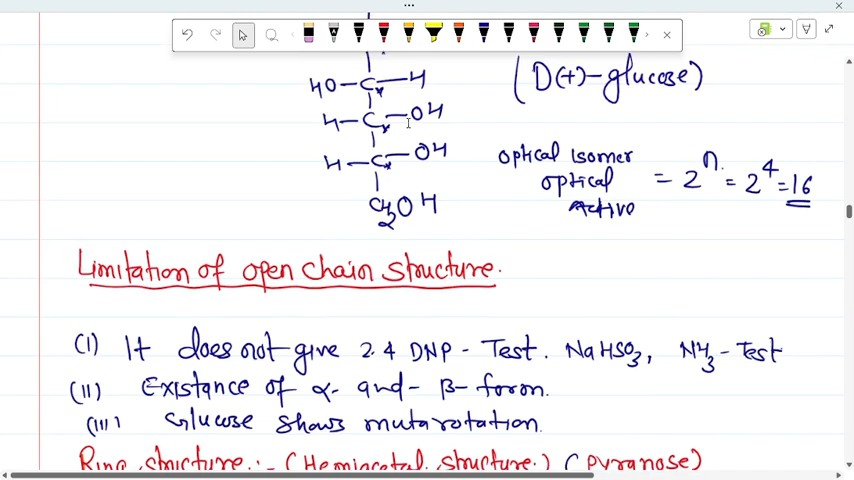 HO-C*-H
(D(+)-glucose)
H-C*-OH
H-C*-OH
CH2OH
optical isomer
optical = 2^n = 2^4 = 16
Active
Limitation of open chain structure.
(I) It does not give 2.4 DNP - Test. NaHSO3, NH3 - Test
(II) Existance of α- and- β- form.
(III) Glucose shows mutarotation.
Ring structure :- (Hemiacetal structure) (pyranose)